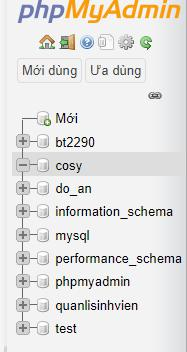 phpMyAdmin
Mới dùng Ưa dùng
Mới
bt2290
cosy
do_an
information_schema
mysql
performance_schema
phpmyadmin
quanlisinhvien
test